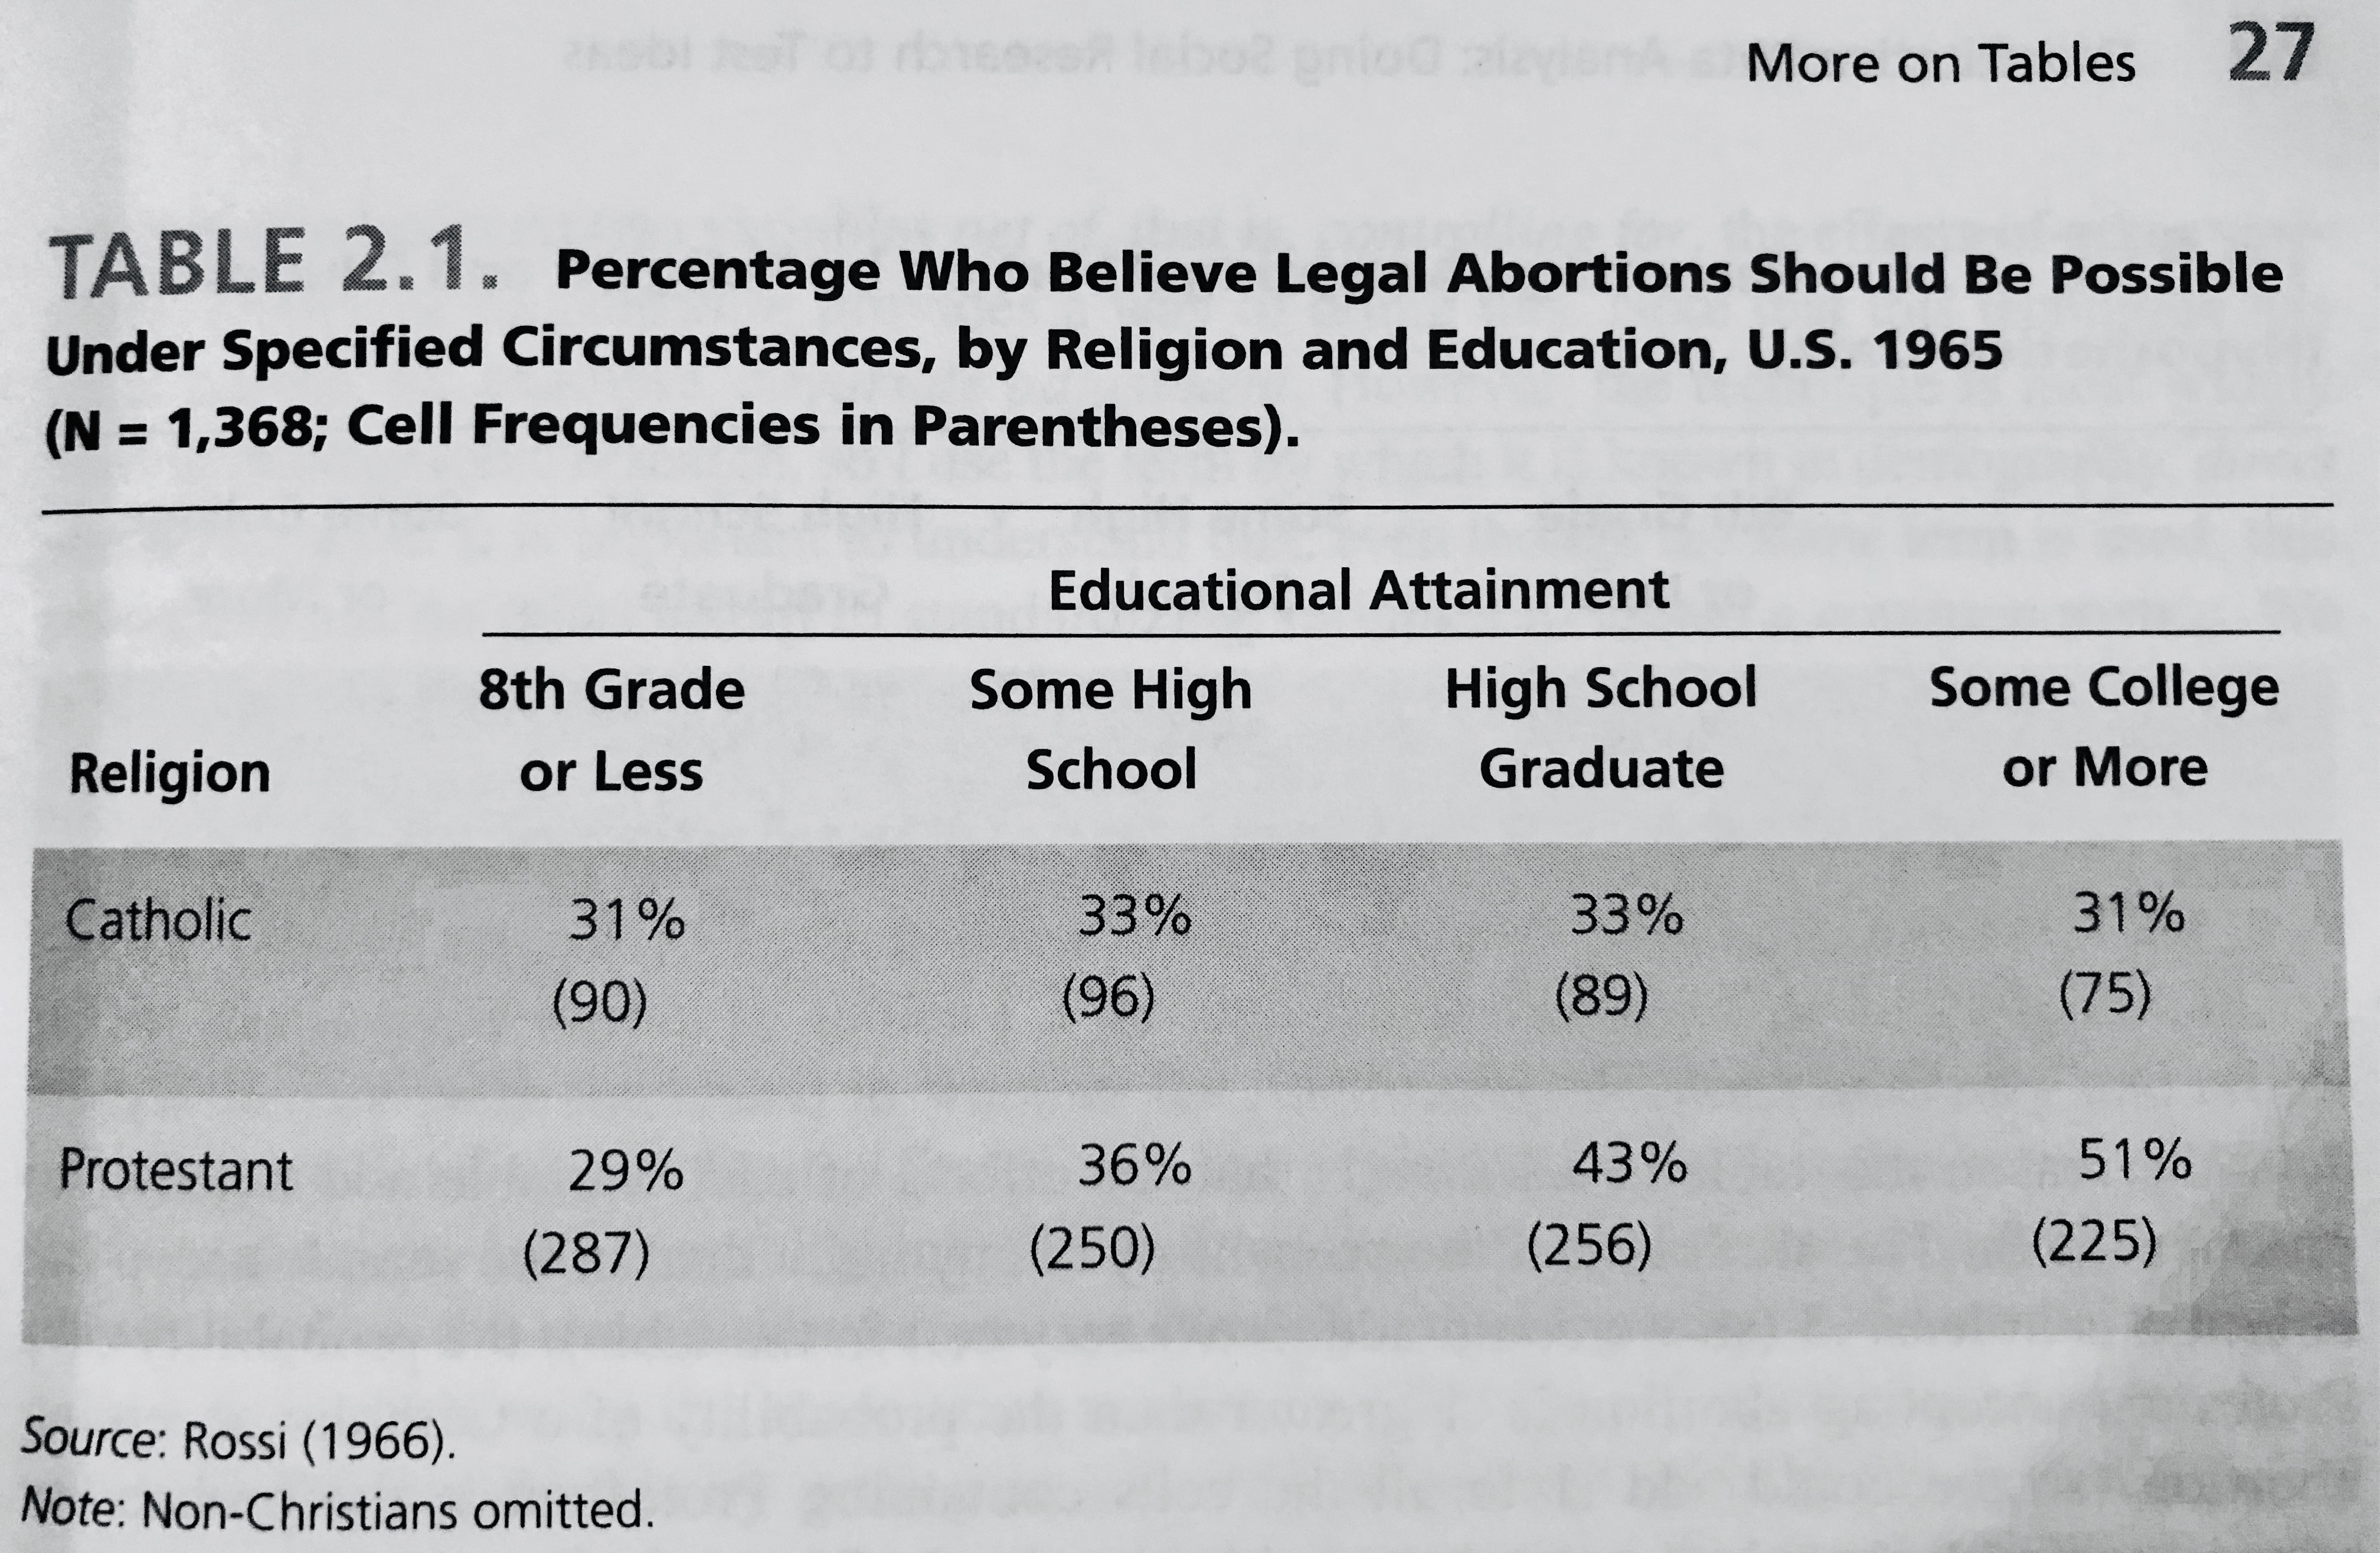 More on Tables 27
TABLE 2.1. Percentage Who Believe Legal Abortions Should Be Possible
Under Specified Circumstances, by Religion and Education, U.S. 1965
(N = 1,368; Cell Frequencies in Parentheses).
Educational Attainment
8th Grade Some High High School Some College
Religion or Less School Graduate or More
Catholic 31% 33% 33% 31%
(90) (96) (89) (75)
Protestant 29% 36% 43% 51%
(287) (250) (256) (225)
Source: Rossi (1966).
Note: Non-Christians omitted.